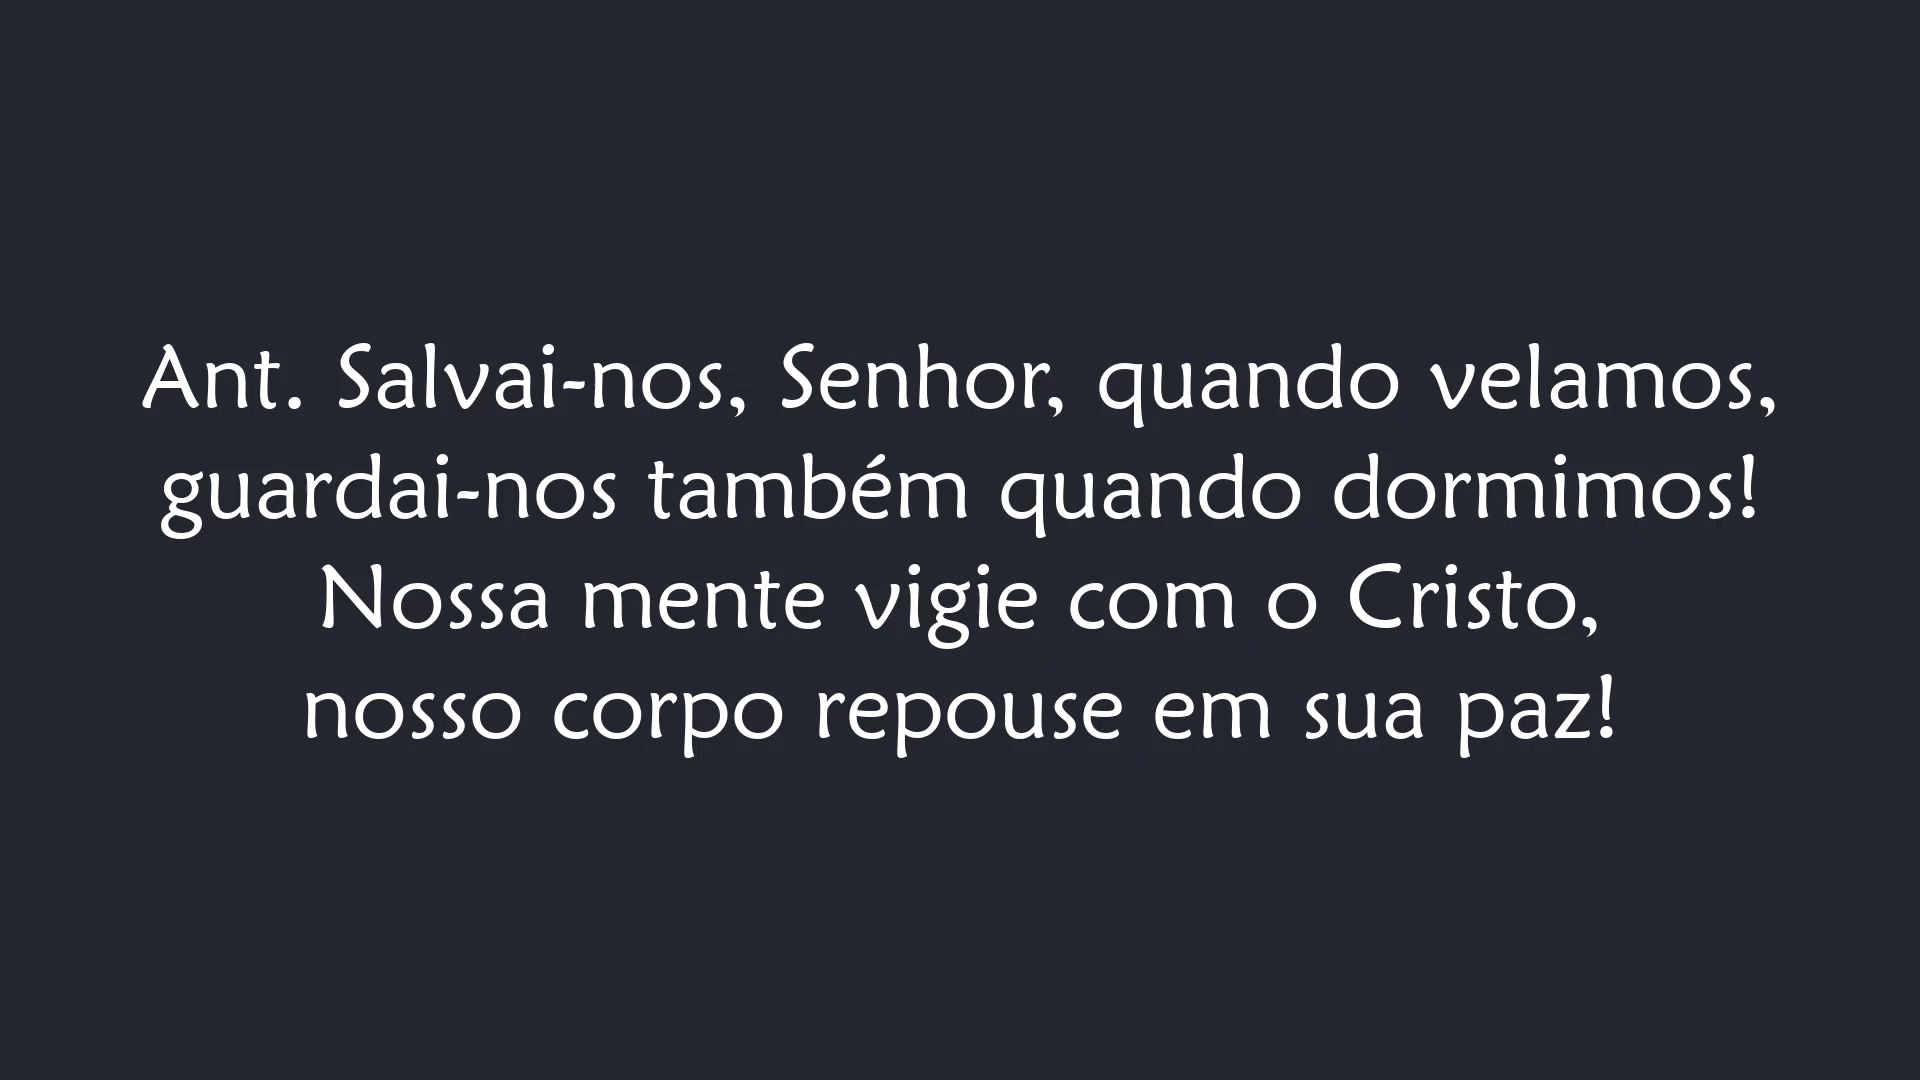 Ant. Salvai-nos, Senhor, quando velamos,
guardai-nos também quando dormimos!
Nossa mente vigie com o Cristo,
nosso corpo repouse em sua paz!